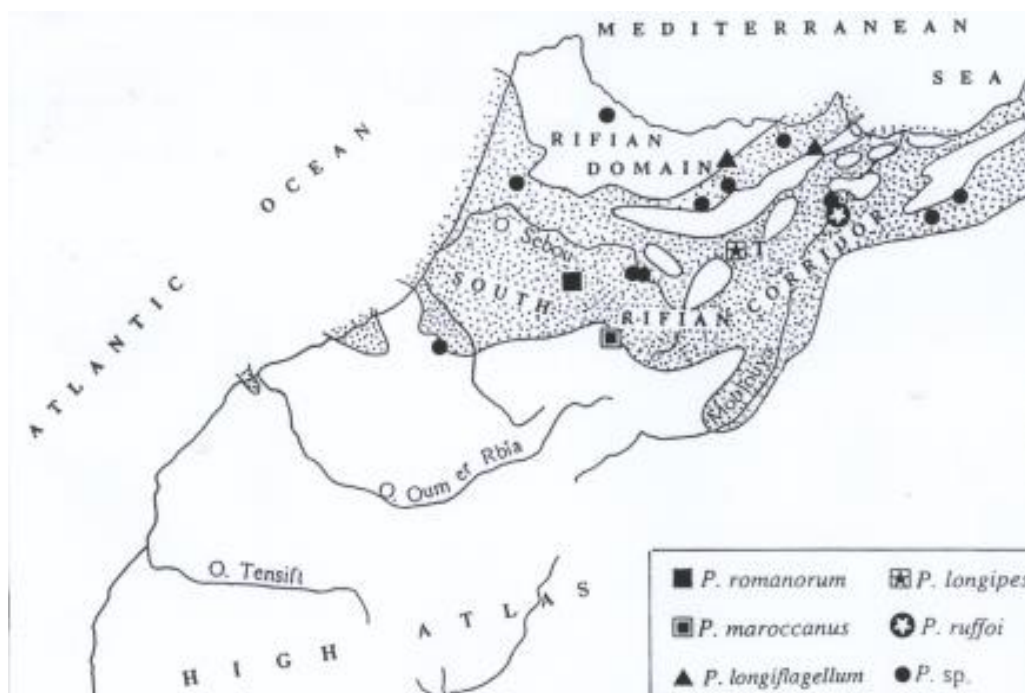 MEDITERRANEAN
SEA
ATLANTIC OCEAN
RIFIAN
DOMAIN
O. Sebou
T
SOUTH
RIFIAN
CORRIDOR
Moulouya
O. Oum er Rbia
O. Tensift
HIGH ATLAS
P. romanorum
P. longipes
P. maroccanus
P. ruffoi
P. longiflagellum
P. sp.